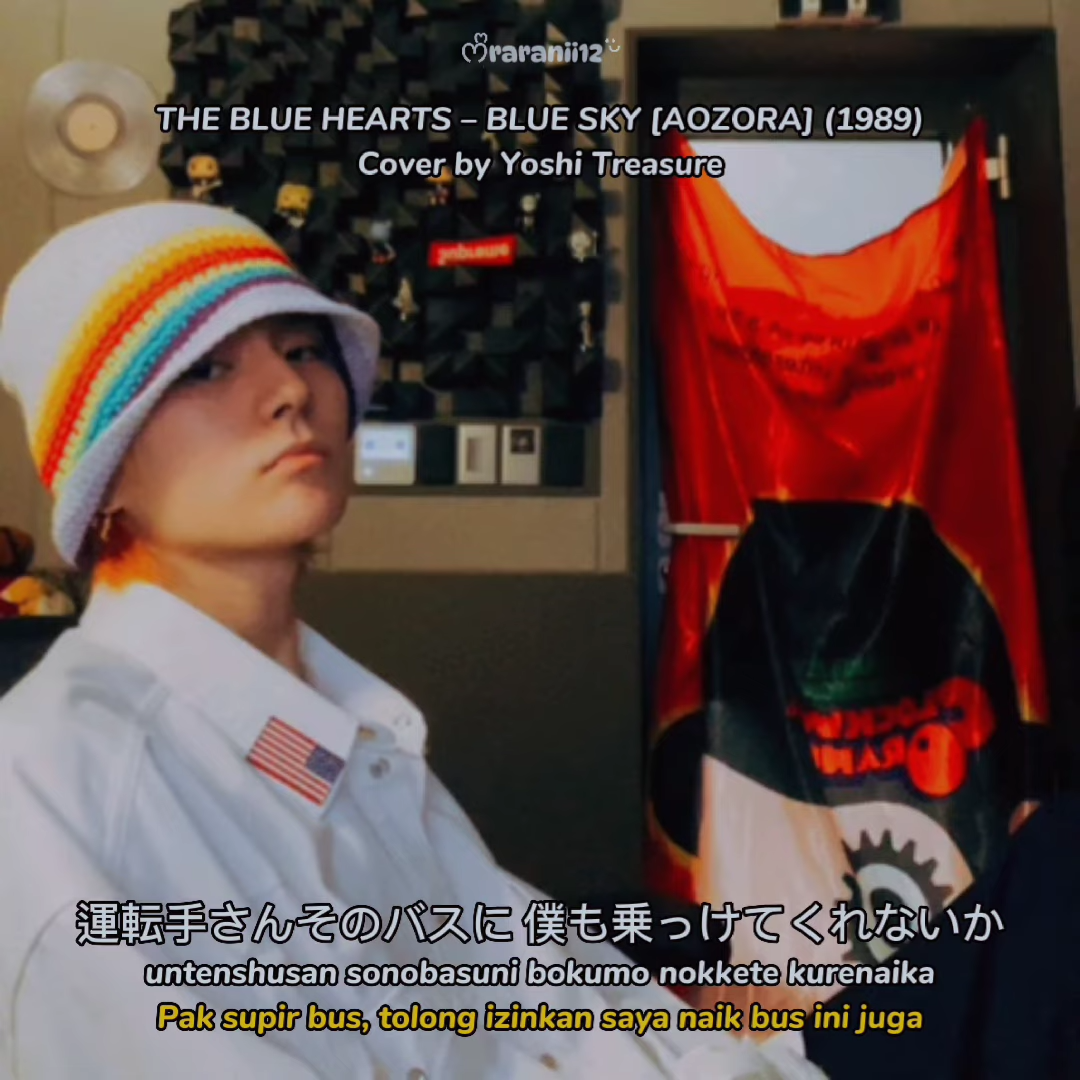 raranii12
THE BLUE HEARTS – BLUE SKY [AOZORA] (1989)
Cover by Yoshi Treasure
運転手さんそのバスに 僕も乗っけてくれないか
untenshusan sonobasuni bokumo nokkete kurenaika
Pak supir bus, tolong izinkan saya naik bus ini juga